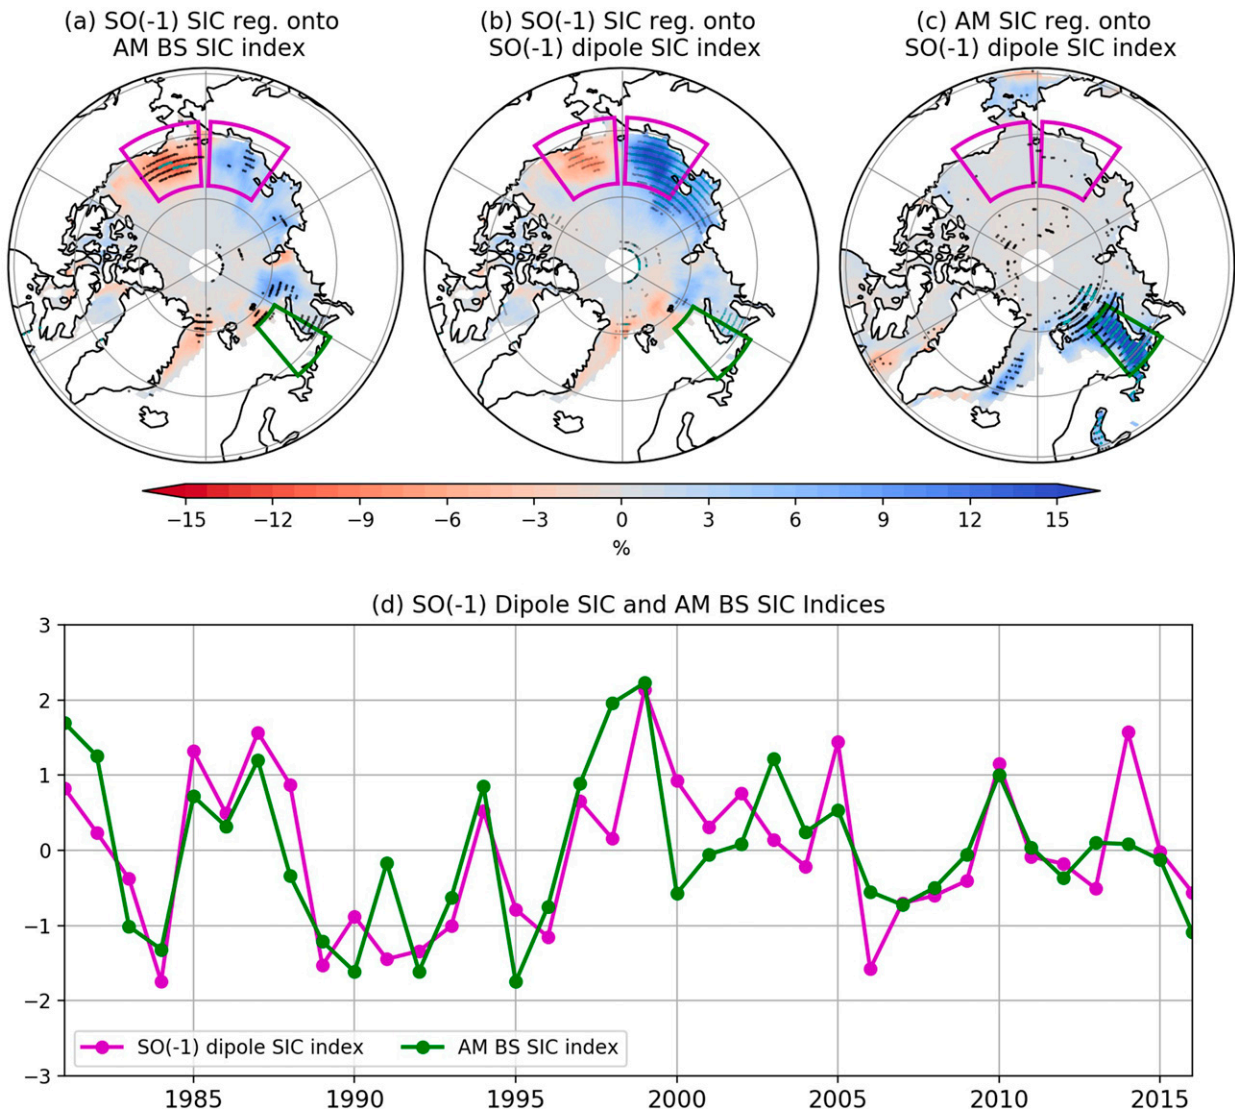 (a) SO(-1) SIC reg. onto
AM BS SIC index
(b) SO(-1) SIC reg. onto
SO(-1) dipole SIC index
(c) AM SIC reg. onto
SO(-1) dipole SIC index
−15 −12 −9 −6 −3 0 3 6 9 12 15
%
(d) SO(-1) Dipole SIC and AM BS SIC Indices
3
2
1
0
−1
−2
−3
SO(-1) dipole SIC index AM BS SIC index
1985 1990 1995 2000 2005 2010 2015